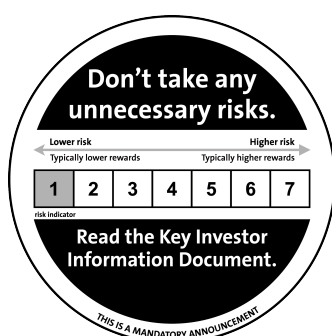 Don't take any
unnecessary risks.
Lower risk Higher risk
Typically lower rewards Typically higher rewards
1 2 3 4 5 6 7
risk indicator
Read the Key Investor
Information Document.
THIS IS A MANDATORY ANNOUNCEMENT